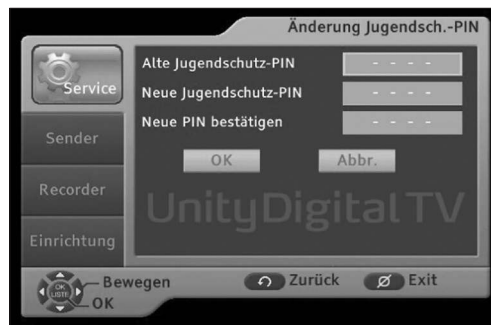 Änderung Jugendsch.-PIN
Service
Sender
Recorder
Einrichtung
Alte Jugendschutz-PIN - - - -
Neue Jugendschutz-PIN - - - -
Neue PIN bestätigen - - - -
OK Abbr.
UnityDigital TV
OK
LISTE
Bewegen
OK
Zurück
Exit